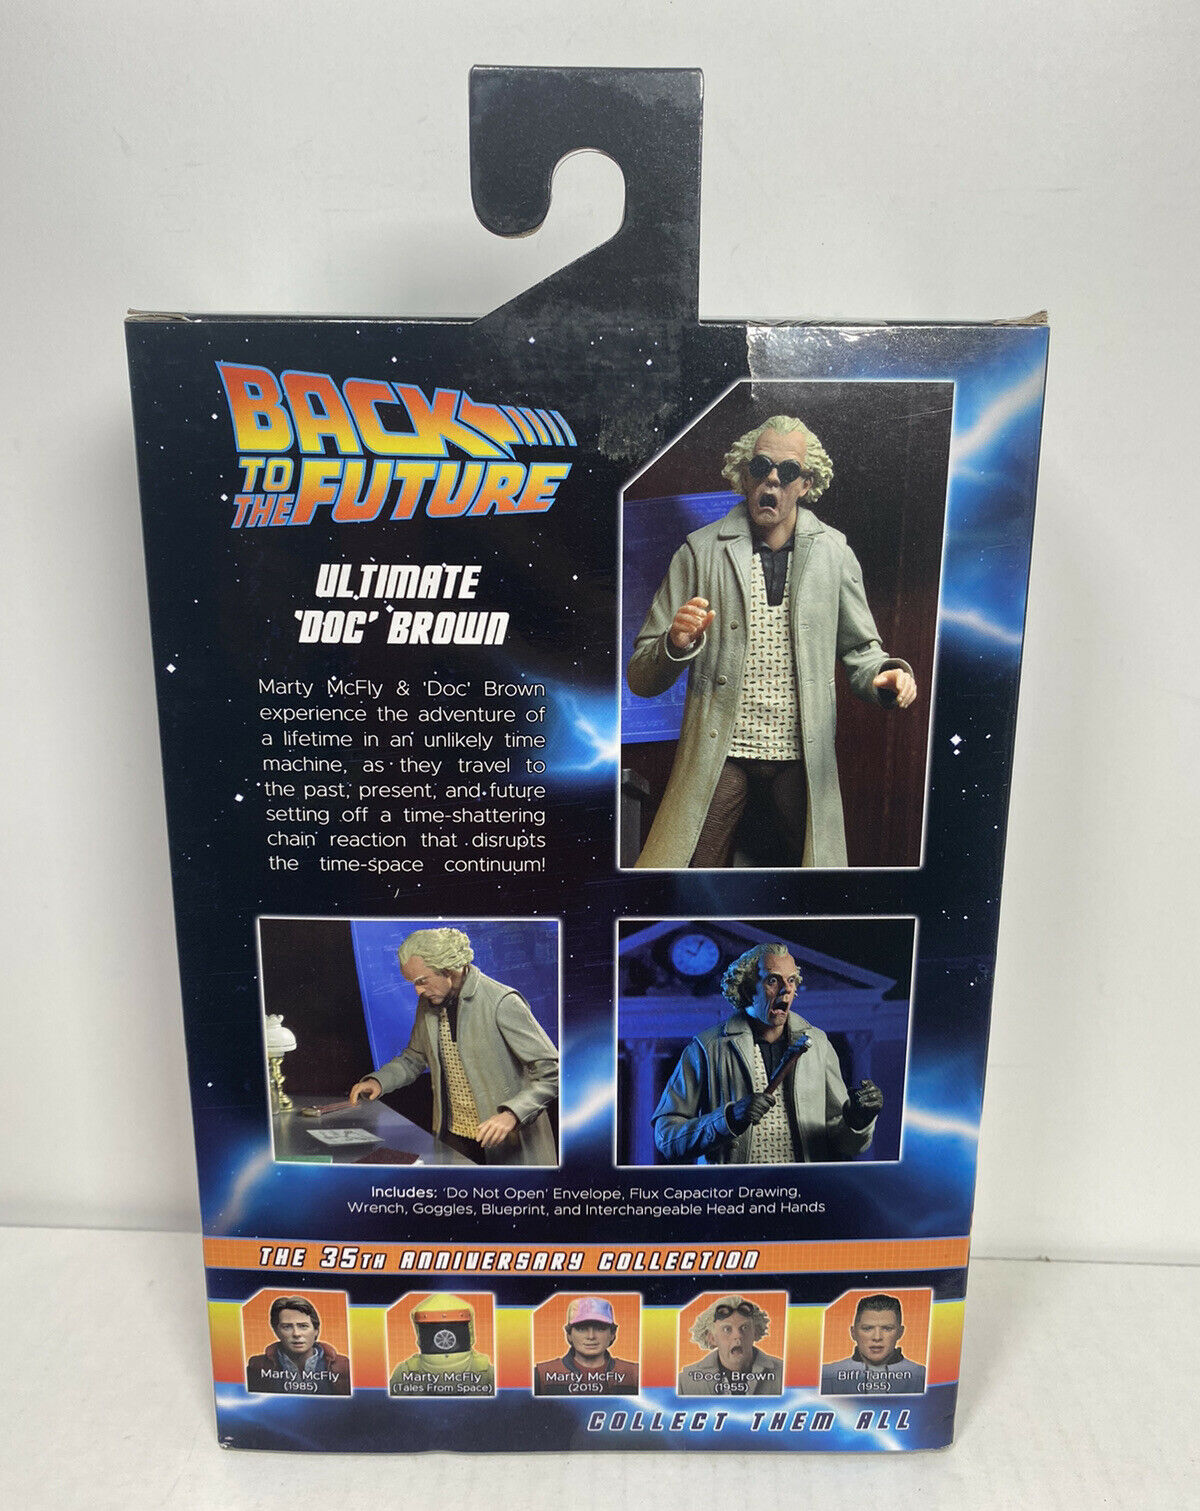 BACK
TO
THE FUTURE
ULTIMATE
'DOC' BROWN
Marty McFly & 'Doc' Brown
experience the adventure of
a lifetime in an unlikely time
machine, as they travel to
the past, present, and future
setting off a time-shattering
chain reaction that disrupts
the time-space continuum!
Includes: 'Do Not Open' Envelope, Flux Capacitor Drawing,
Wrench, Goggles, Blueprint, and Interchangeable Head and Hands
THE 35TH ANNIVERSARY COLLECTION
Marty McFly
(1985)
Marty McFly
(Tales From Space)
Marty McFly
(2015)
'Doc' Brown
(1955)
Biff Tannen
(1955)
COLLECT THEM ALL